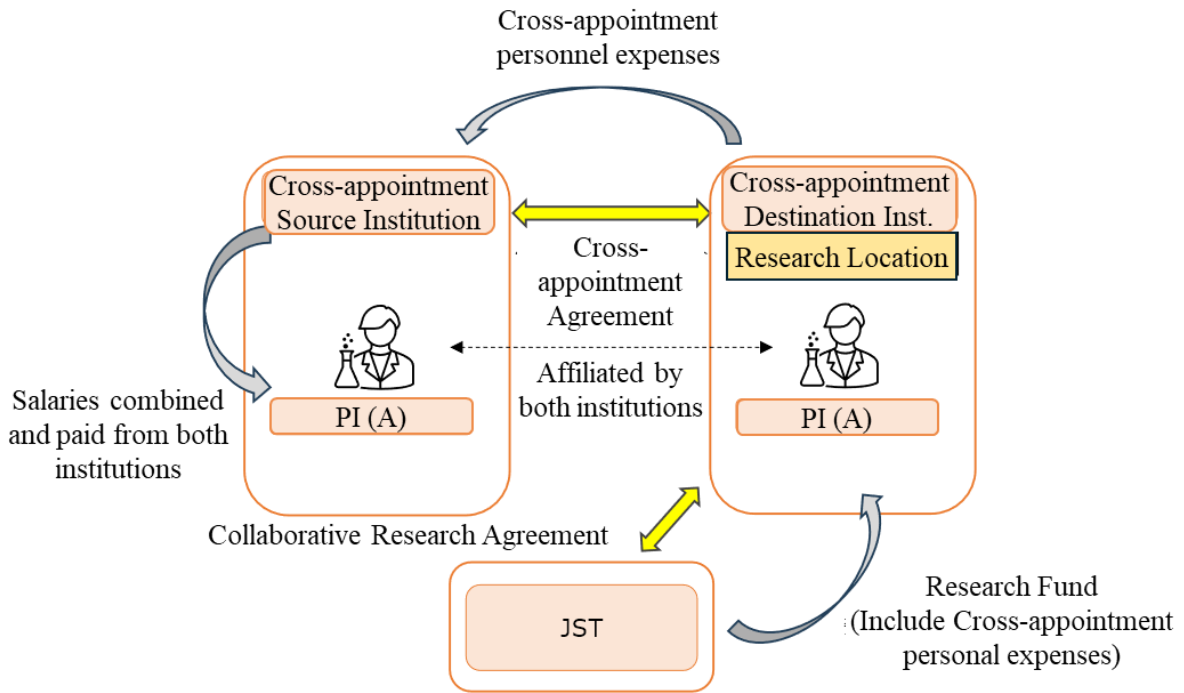 Cross-appointment
personnel expenses
Cross-appointment
Source Institution
Cross-appointment
Destination Inst.
Research Location
Cross-
appointment
Agreement
Affiliated by
both institutions
PI (A)
PI (A)
Salaries combined
and paid from both
institutions
Collaborative Research Agreement
JST
Research Fund
(Include Cross-appointment
personal expenses)